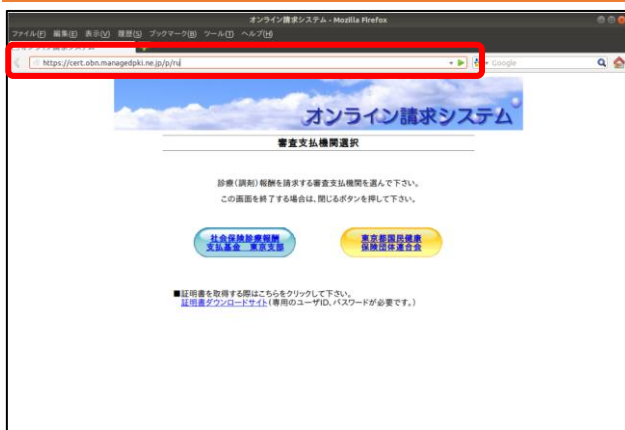 オンライン請求システム - Mozilla Firefox
ファイル(F) 編集(E) 表示(V) 履歴(S) ブックマーク(B) ツール(T) ヘルプ(H)
https://cert.obn.managedpki.ne.jp/p/ru
Google
オンライン請求システム
審査支払機関選択
診療(調剤)報酬を請求する審査支払機関を選んで下さい。
この画面を終了する場合は、閉じるボタンを押して下さい。
社会保険診療報酬
支払基金 東京支部
東京都国民健康
保険団体連合会
■証明書を取得する際はこちらをクリックして下さい。
証明書ダウンロードサイト(専用のユーザID、パスワードが必要です。)